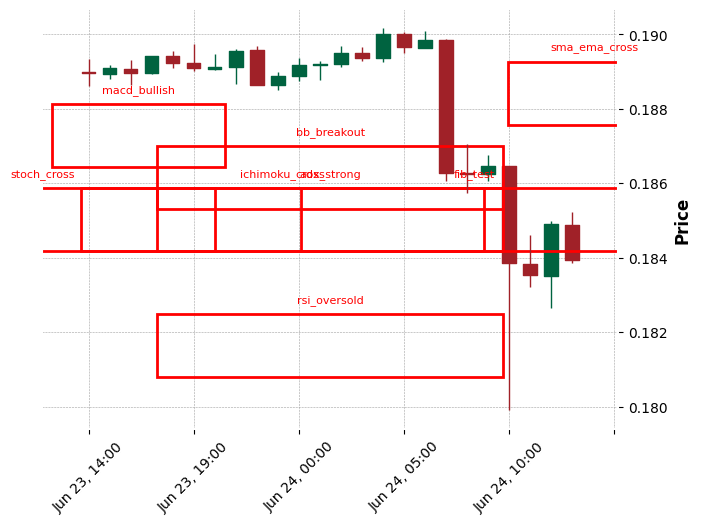 0.190
sma_ema_cross
macd_bullish
0.188
bb_breakout
stoch_cross
fib_test
0.186
Price
0.184
rsi_oversold
0.182
0.180
Jun 23, 14:00
Jun 23, 19:00
Jun 24, 00:00
Jun 24, 05:00
Jun 24, 10:00